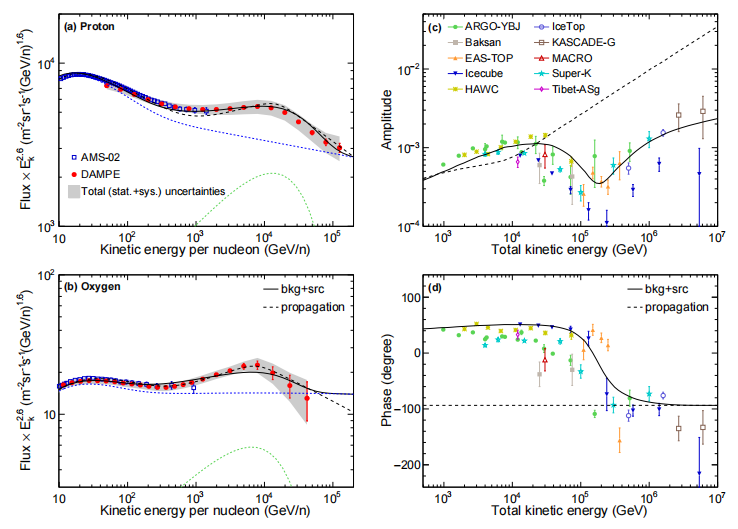 (a) Proton
Flux × E_k^2.6 (m^-2sr^-1s^-1(GeV/n)^1.6)
10^4
10^3
AMS-02
DAMPE
Total (stat.+sys.) uncertainties
10 10^2 10^3 10^4 10^5
Kinetic energy per nucleon (GeV/n)
(c)
ARGO-YBJ IceTop
Baksan KASCADE-G
EAS-TOP MACRO
Icecube Super-K
HAWC Tibet-ASg
Amplitude
10^-2
10^-3
10^-4
10^3 10^4 10^5 10^6 10^7
Total kinetic energy (GeV)
(b) Oxygen
bkg+src
propagation
Flux × E_k^2.6 (m^-2sr^-1s^-1(GeV/n)^1.6)
10^2
10
10 10^2 10^3 10^4 10^5
Kinetic energy per nucleon (GeV/n)
(d)
bkg+src
propagation
Phase (degree)
100
0
−100
−200
10^3 10^4 10^5 10^6 10^7
Total kinetic energy (GeV)